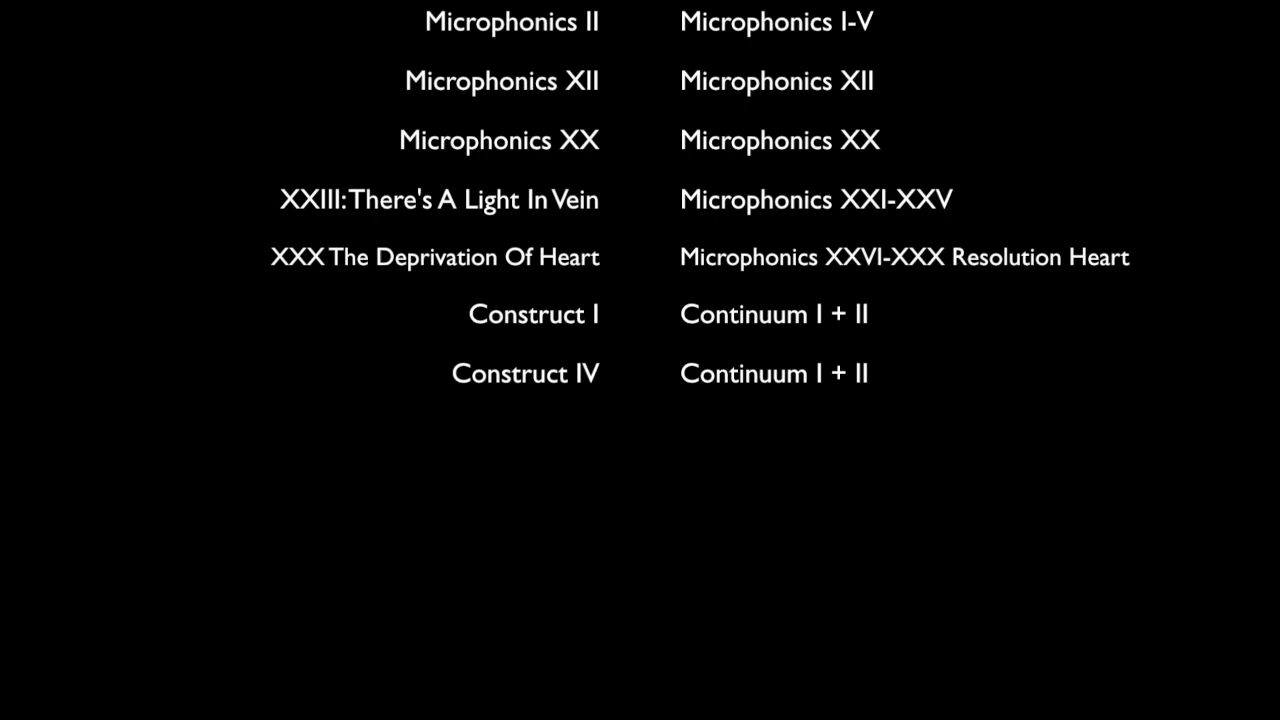 Microphonics II Microphonics I-V
Microphonics XII Microphonics XII
Microphonics XX Microphonics XX
XXIII: There's A Light In Vein Microphonics XXI-XXV
XXX The Deprivation Of Heart Microphonics XXVI-XXX Resolution Heart
Construct I Continuum I + II
Construct IV Continuum I + II